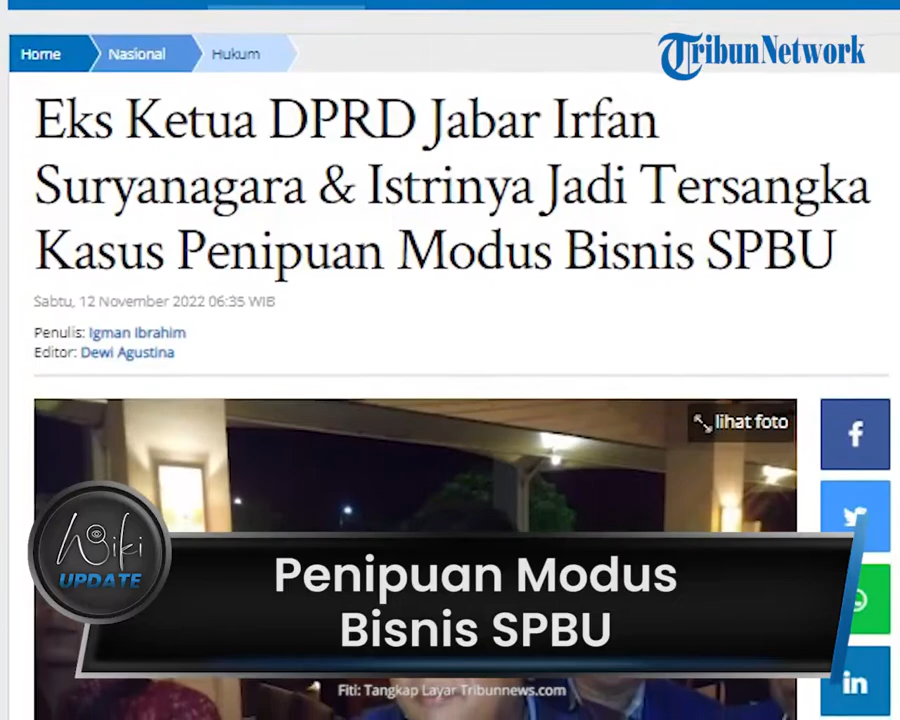 Home Nasional Hukum
TribunNetwork
Eks Ketua DPRD Jabar Irfan
Suryanagara & Istrinya Jadi Tersangka
Kasus Penipuan Modus Bisnis SPBU
Sabtu, 12 November 2022 06:35 WIB
Penulis: Igman Ibrahim
Editor: Dewi Agustina
lihat foto
f
Wiki
UPDATE
Penipuan Modus
Bisnis SPBU
in
Fiti: Tangkap Layar Tribunnews.com